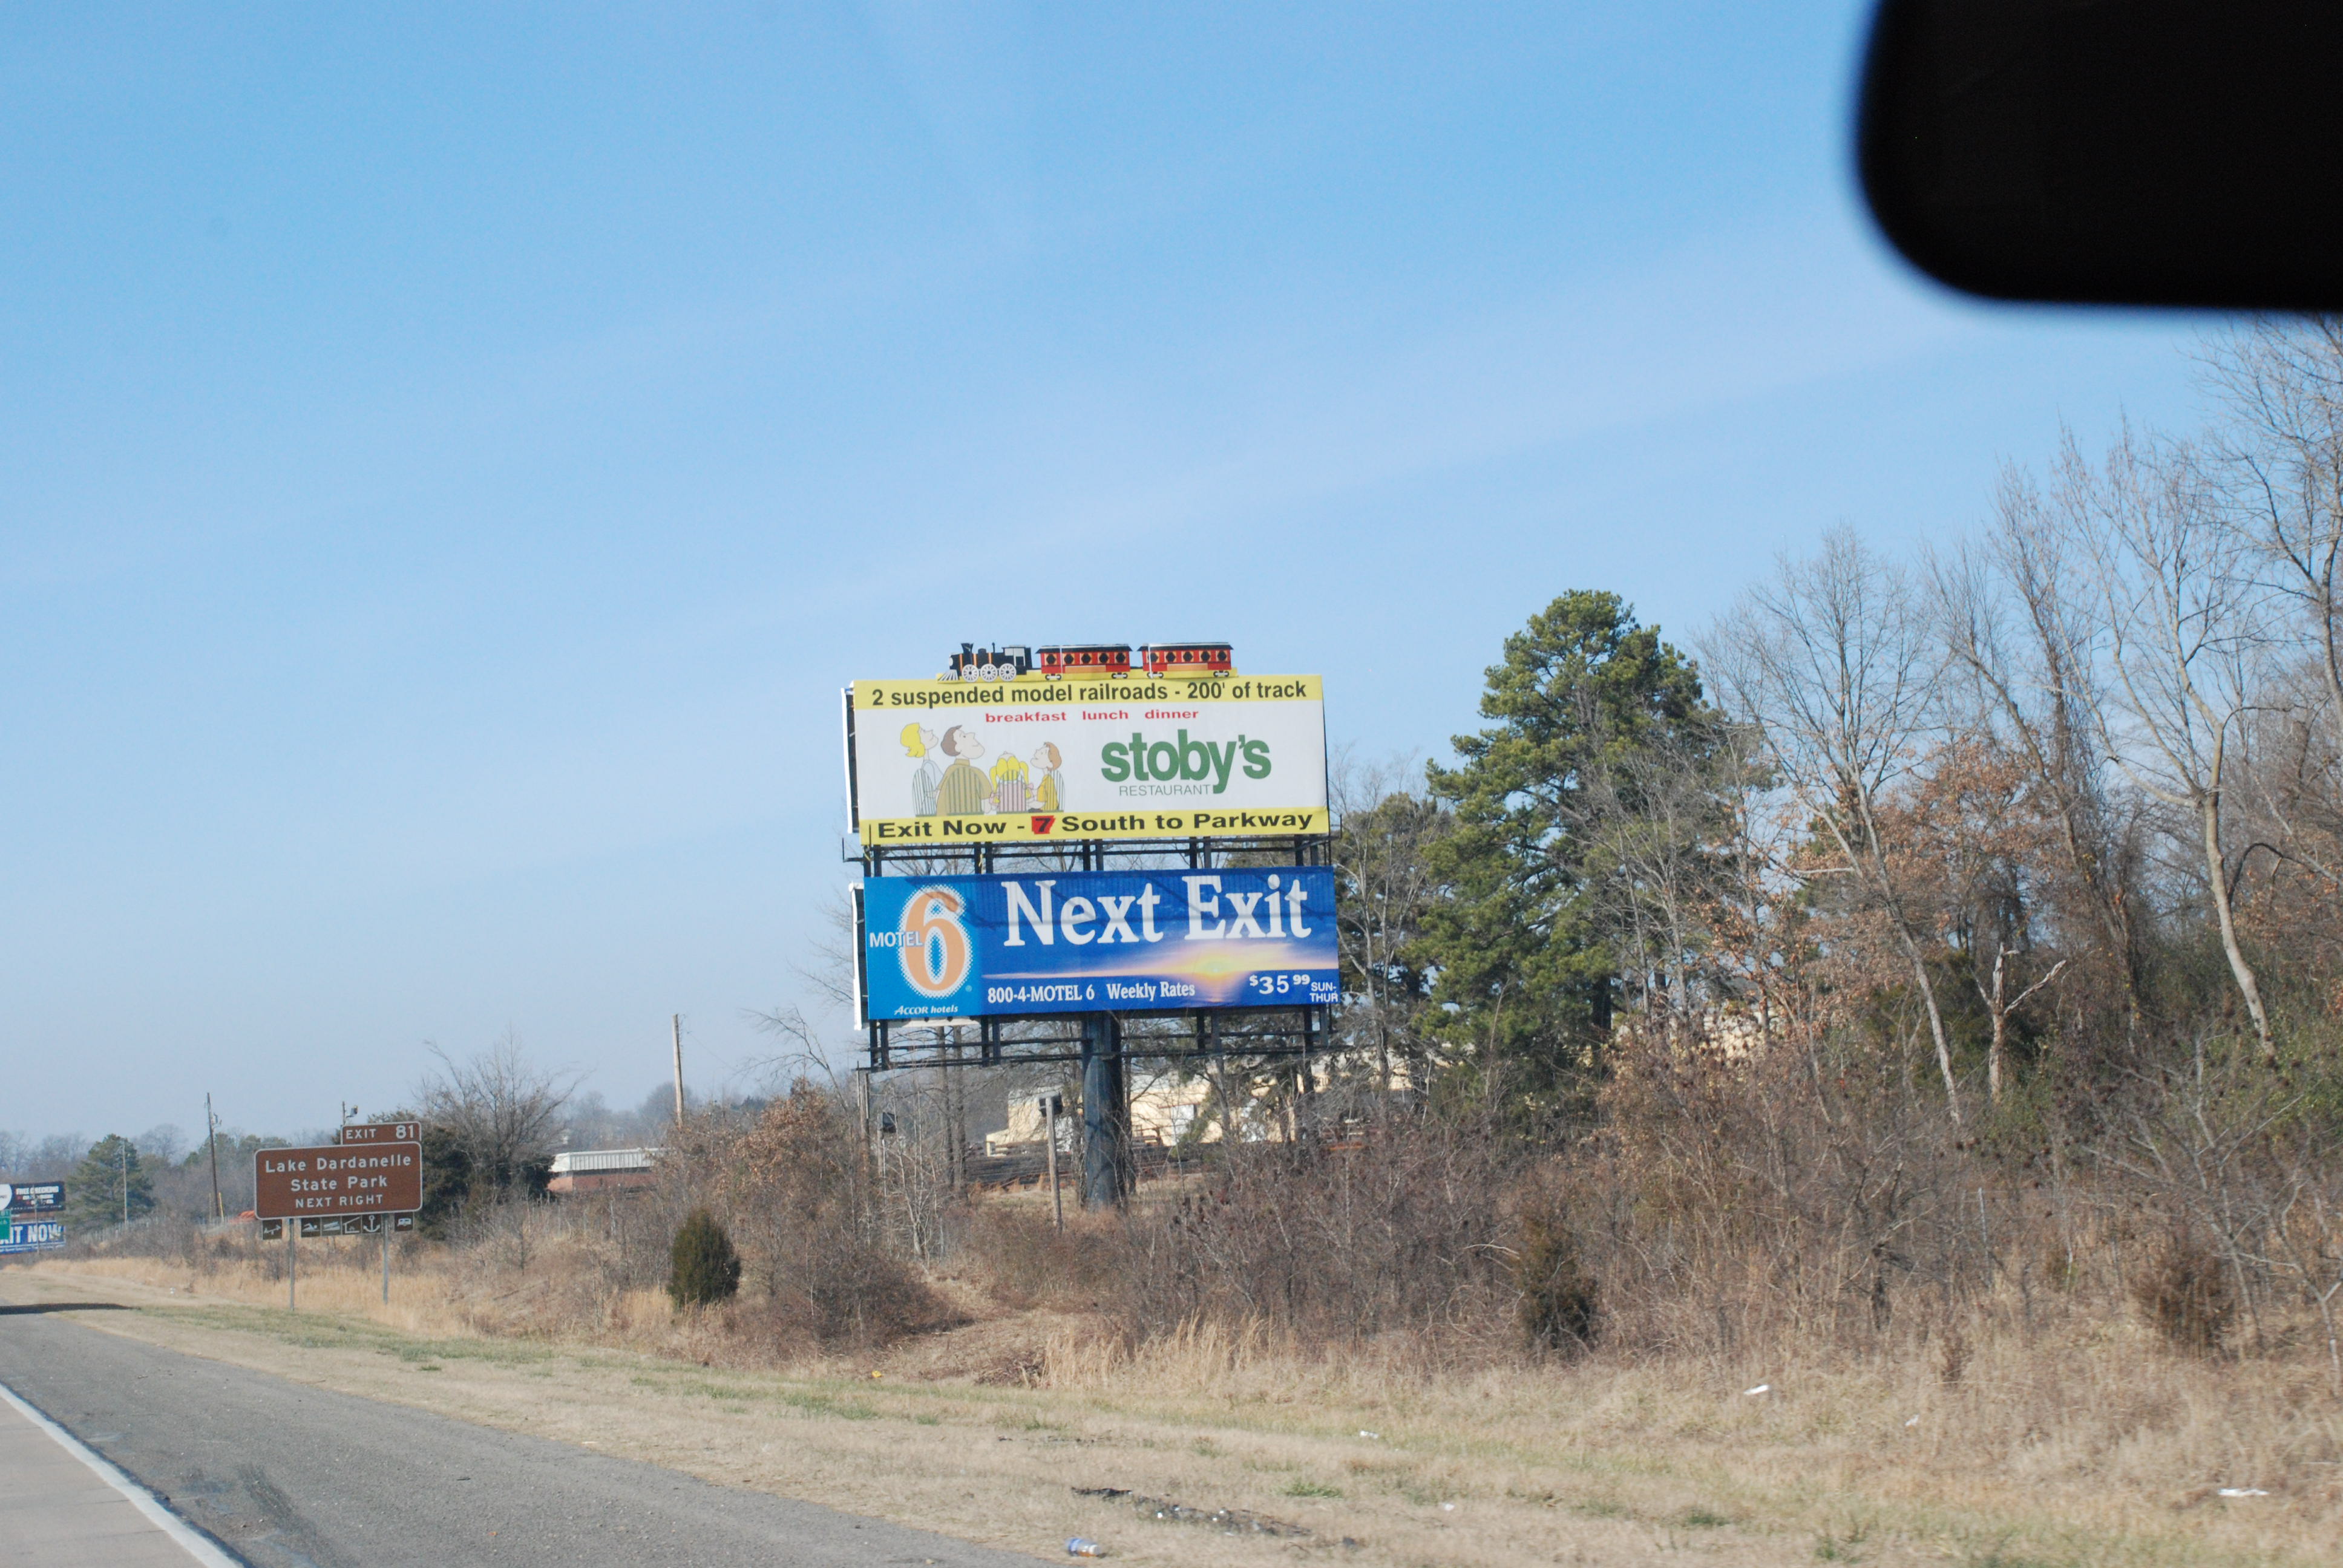 2 suspended model railroads - 200' of track
breakfast lunch dinner
stoby's
RESTAURANT
Exit Now - 7 South to Parkway
MOTEL 6
Next Exit
800-4-MOTEL 6 Weekly Rates
$35.99 SUN-
THUR
Accor hotels
EXIT 81
Lake Dardanelle
State Park
NEXT RIGHT
IT NOW